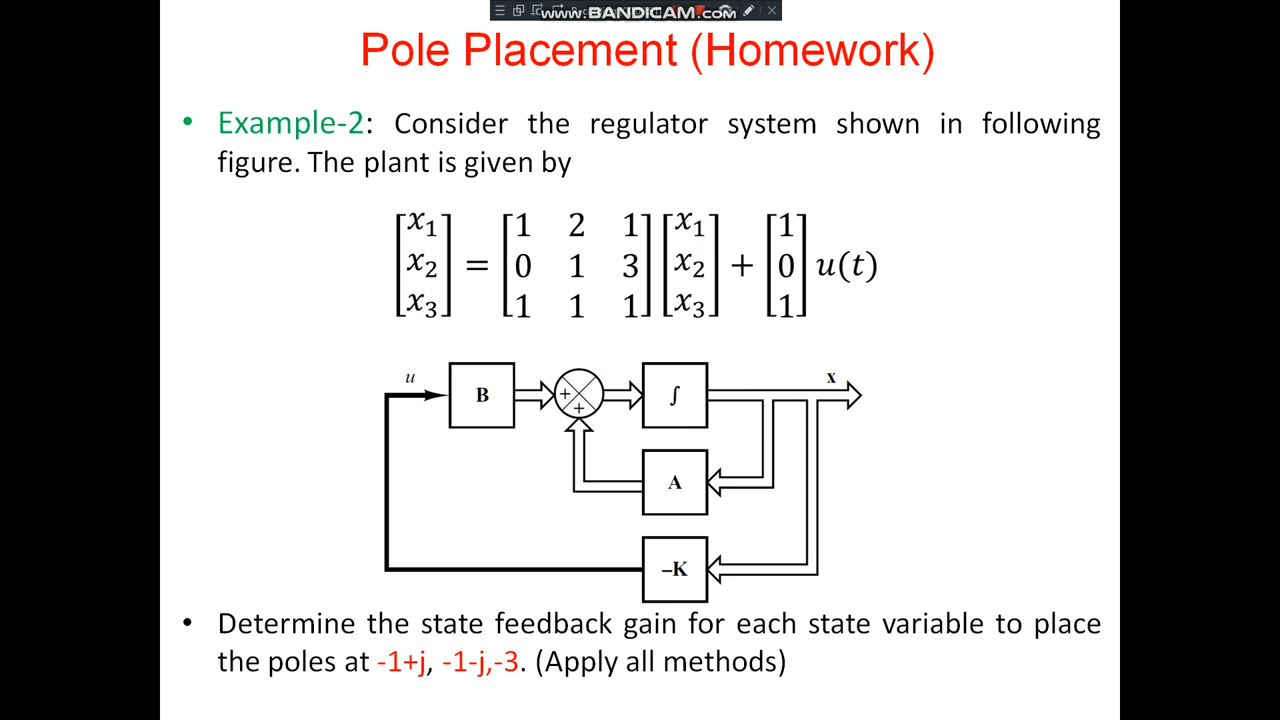 www.BANDICAM.com
Pole Placement (Homework)
• Example-2: Consider the regulator system shown in following
figure. The plant is given by
[x₁] = [1 2 1] [x₁] + [1]
[x₂] = [0 1 3] [x₂] + [0] u(t)
[x₃] = [1 1 1] [x₃] + [1]
u
B
+
+
∫
x
A
–K
• Determine the state feedback gain for each state variable to place
the poles at -1+j, -1-j,-3. (Apply all methods)